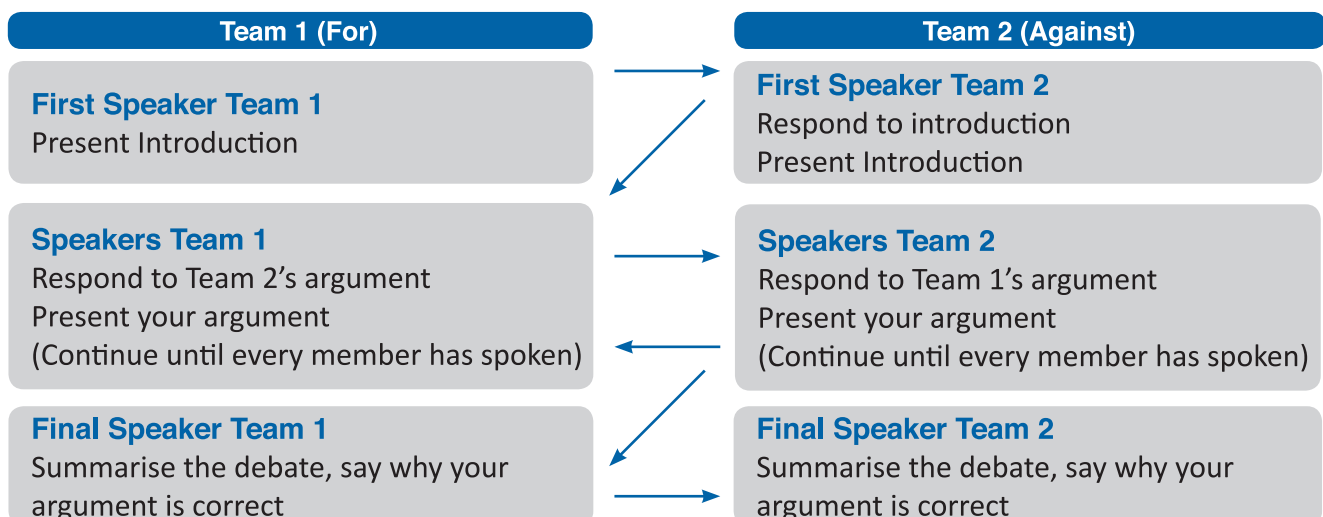 Team 1 (For)
Team 2 (Against)
First Speaker Team 1
Present Introduction
First Speaker Team 2
Respond to introduction
Present Introduction
Speakers Team 1
Respond to Team 2’s argument
Present your argument
(Continue until every member has spoken)
Speakers Team 2
Respond to Team 1’s argument
Present your argument
(Continue until every member has spoken)
Final Speaker Team 1
Summarise the debate, say why your
argument is correct
Final Speaker Team 2
Summarise the debate, say why your
argument is correct